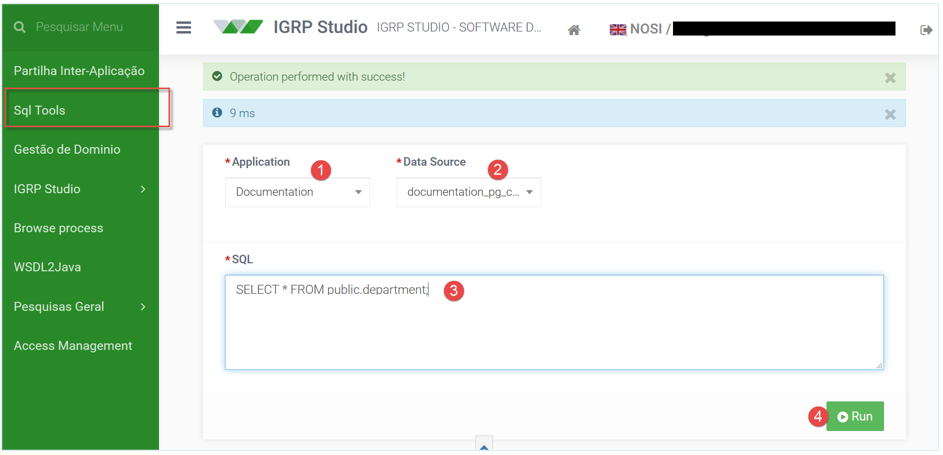 Pesquisar Menu
IGRP Studio
IGRP STUDIO - SOFTWARE D...
NOSI /
Partilha Inter-Aplicação
Sql Tools
Gestão de Dominio
IGRP Studio
Browse process
WSDL2Java
Pesquisas Geral
Access Management
Operation performed with success!
9 ms
*Application
1
*Data Source
2
Documentation
documentation_pg_c...
*SQL
SELECT * FROM public.department;
3
4
Run